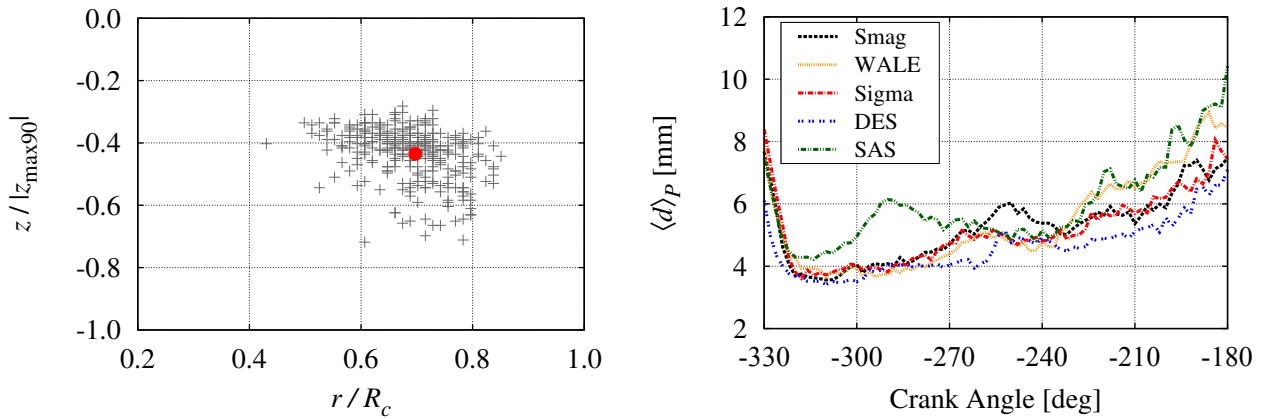 0.0
-0.2
-0.4
-0.6
-0.8
-1.0
z / |zmax90|
0.2
0.4
0.6
0.8
1.0
r / Rc
12
10
8
6
4
2
⟨d⟩P [mm]
Smag
WALE
Sigma
DES
SAS
-330
-300
-270
-240
-210
-180
Crank Angle [deg]